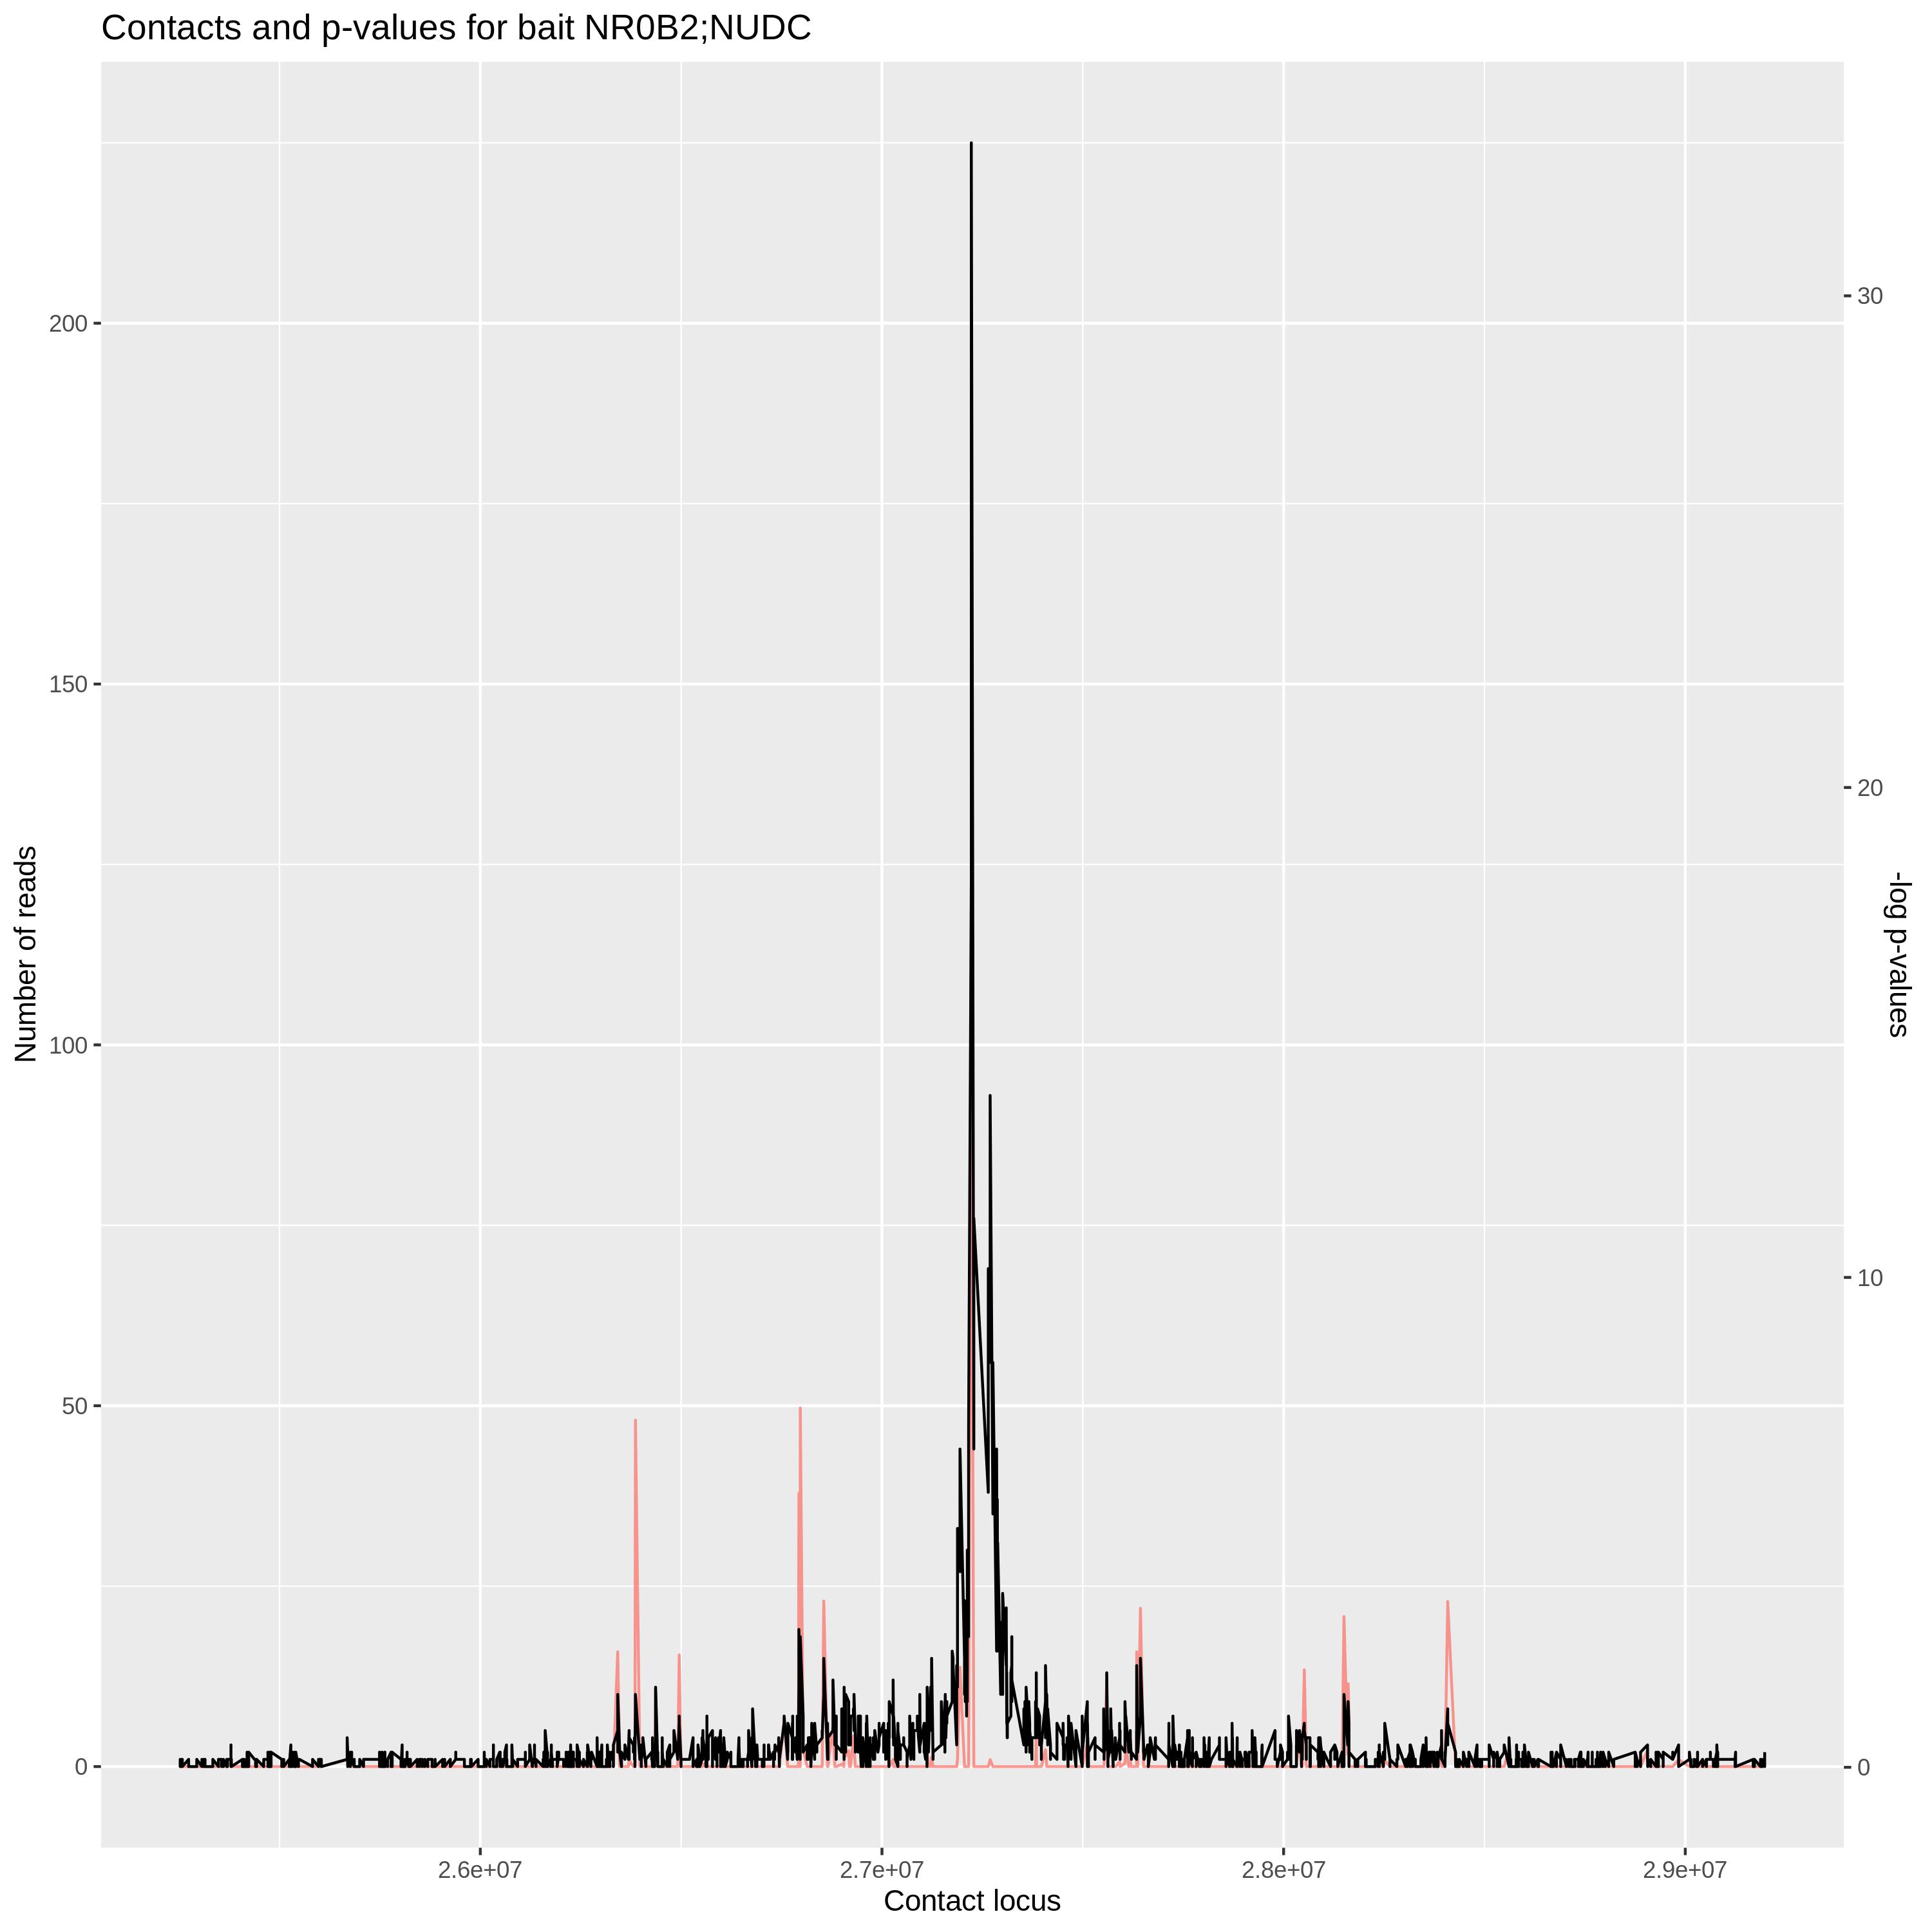 Contacts and p-values for bait NR0B2;NUDC
Number of reads
200
150
100
50
0
30
20
10
0
-log p-values
2.6e+07
2.7e+07
2.8e+07
2.9e+07
Contact locus